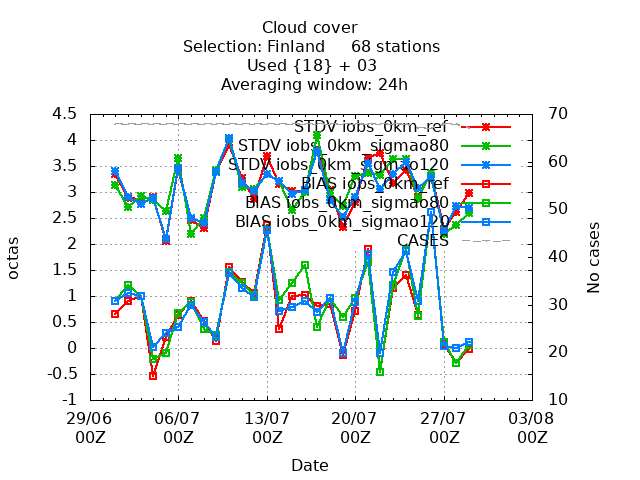 Cloud cover
Selection: Finland 68 stations
Used {18} + 03
Averaging window: 24h
4.5
4
3.5
3
2.5
2
1.5
1
0.5
0
-0.5
-1
octas
70
60
50
40
30
20
10
No cases
STDV iobs_0km_ref
STDV iobs_0km_sigmao80
STDV iobs_0km_sigmao120
BIAS iobs_0km_ref
BIAS iobs_0km_sigmao80
BIAS iobs_0km_sigmao120
CASES
29/06 06/07 13/07 20/07 27/07 03/08
00Z 00Z 00Z 00Z 00Z 00Z
Date